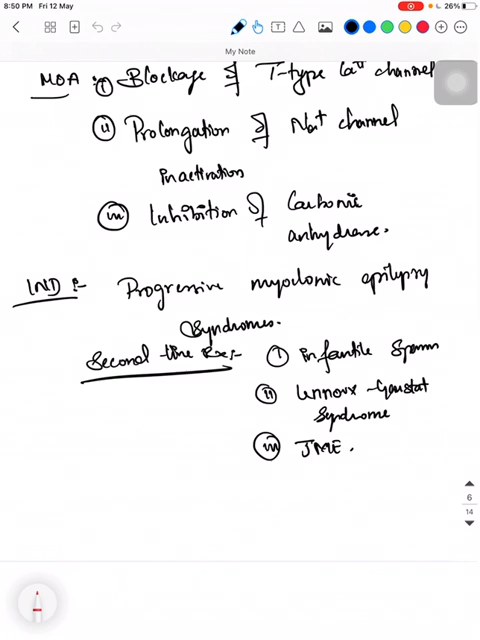 8:50 PM Fri 12 May
26%
My Note
MOA :- (i) Blockage of T-type Ca++ channel
(ii) Prolongation of Na+ channel
inactivation
(iii) Inhibition of Carbonic
anhydrase.
IND :- Progressive myoclonic epilepsy
Syndromes.
Second-line Rx:- (i) infantile Spasm
(ii) Lennox-Gaustat
Syndrome
(iii) JME.
6
14